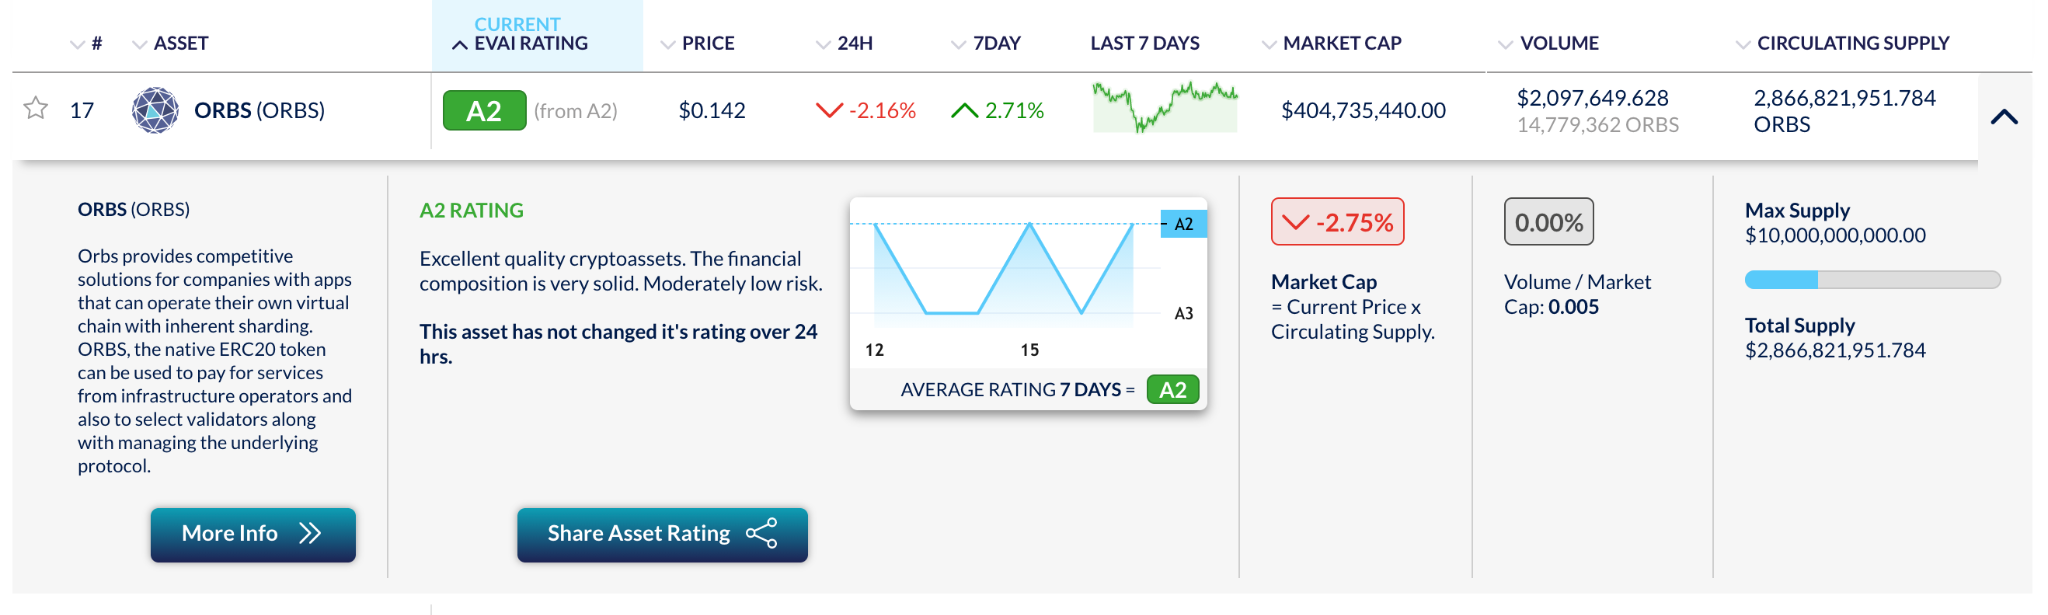 CURRENT
# ASSET EVAI RATING PRICE 24H 7DAY LAST 7 DAYS MARKET CAP VOLUME CIRCULATING SUPPLY
17 ORBS (ORBS) A2 (from A2) $0.142 -2.16% 2.71% $404,735,440.00 $2,097,649.628 2,866,821,951.784
14,779,362 ORBS ORBS
ORBS (ORBS)
Orbs provides competitive
solutions for companies with apps
that can operate their own virtual
chain with inherent sharding.
ORBS, the native ERC20 token
can be used to pay for services
from infrastructure operators and
also to select validators along
with managing the underlying
protocol.
More Info
A2 RATING
Excellent quality cryptoassets. The financial
composition is very solid. Moderately low risk.
This asset has not changed it's rating over 24
hrs.
Share Asset Rating
A2
A3
12 15
AVERAGE RATING 7 DAYS = A2
-2.75%
Market Cap
= Current Price x
Circulating Supply.
0.00%
Volume / Market
Cap: 0.005
Max Supply
$10,000,000,000.00
Total Supply
$2,866,821,951.784